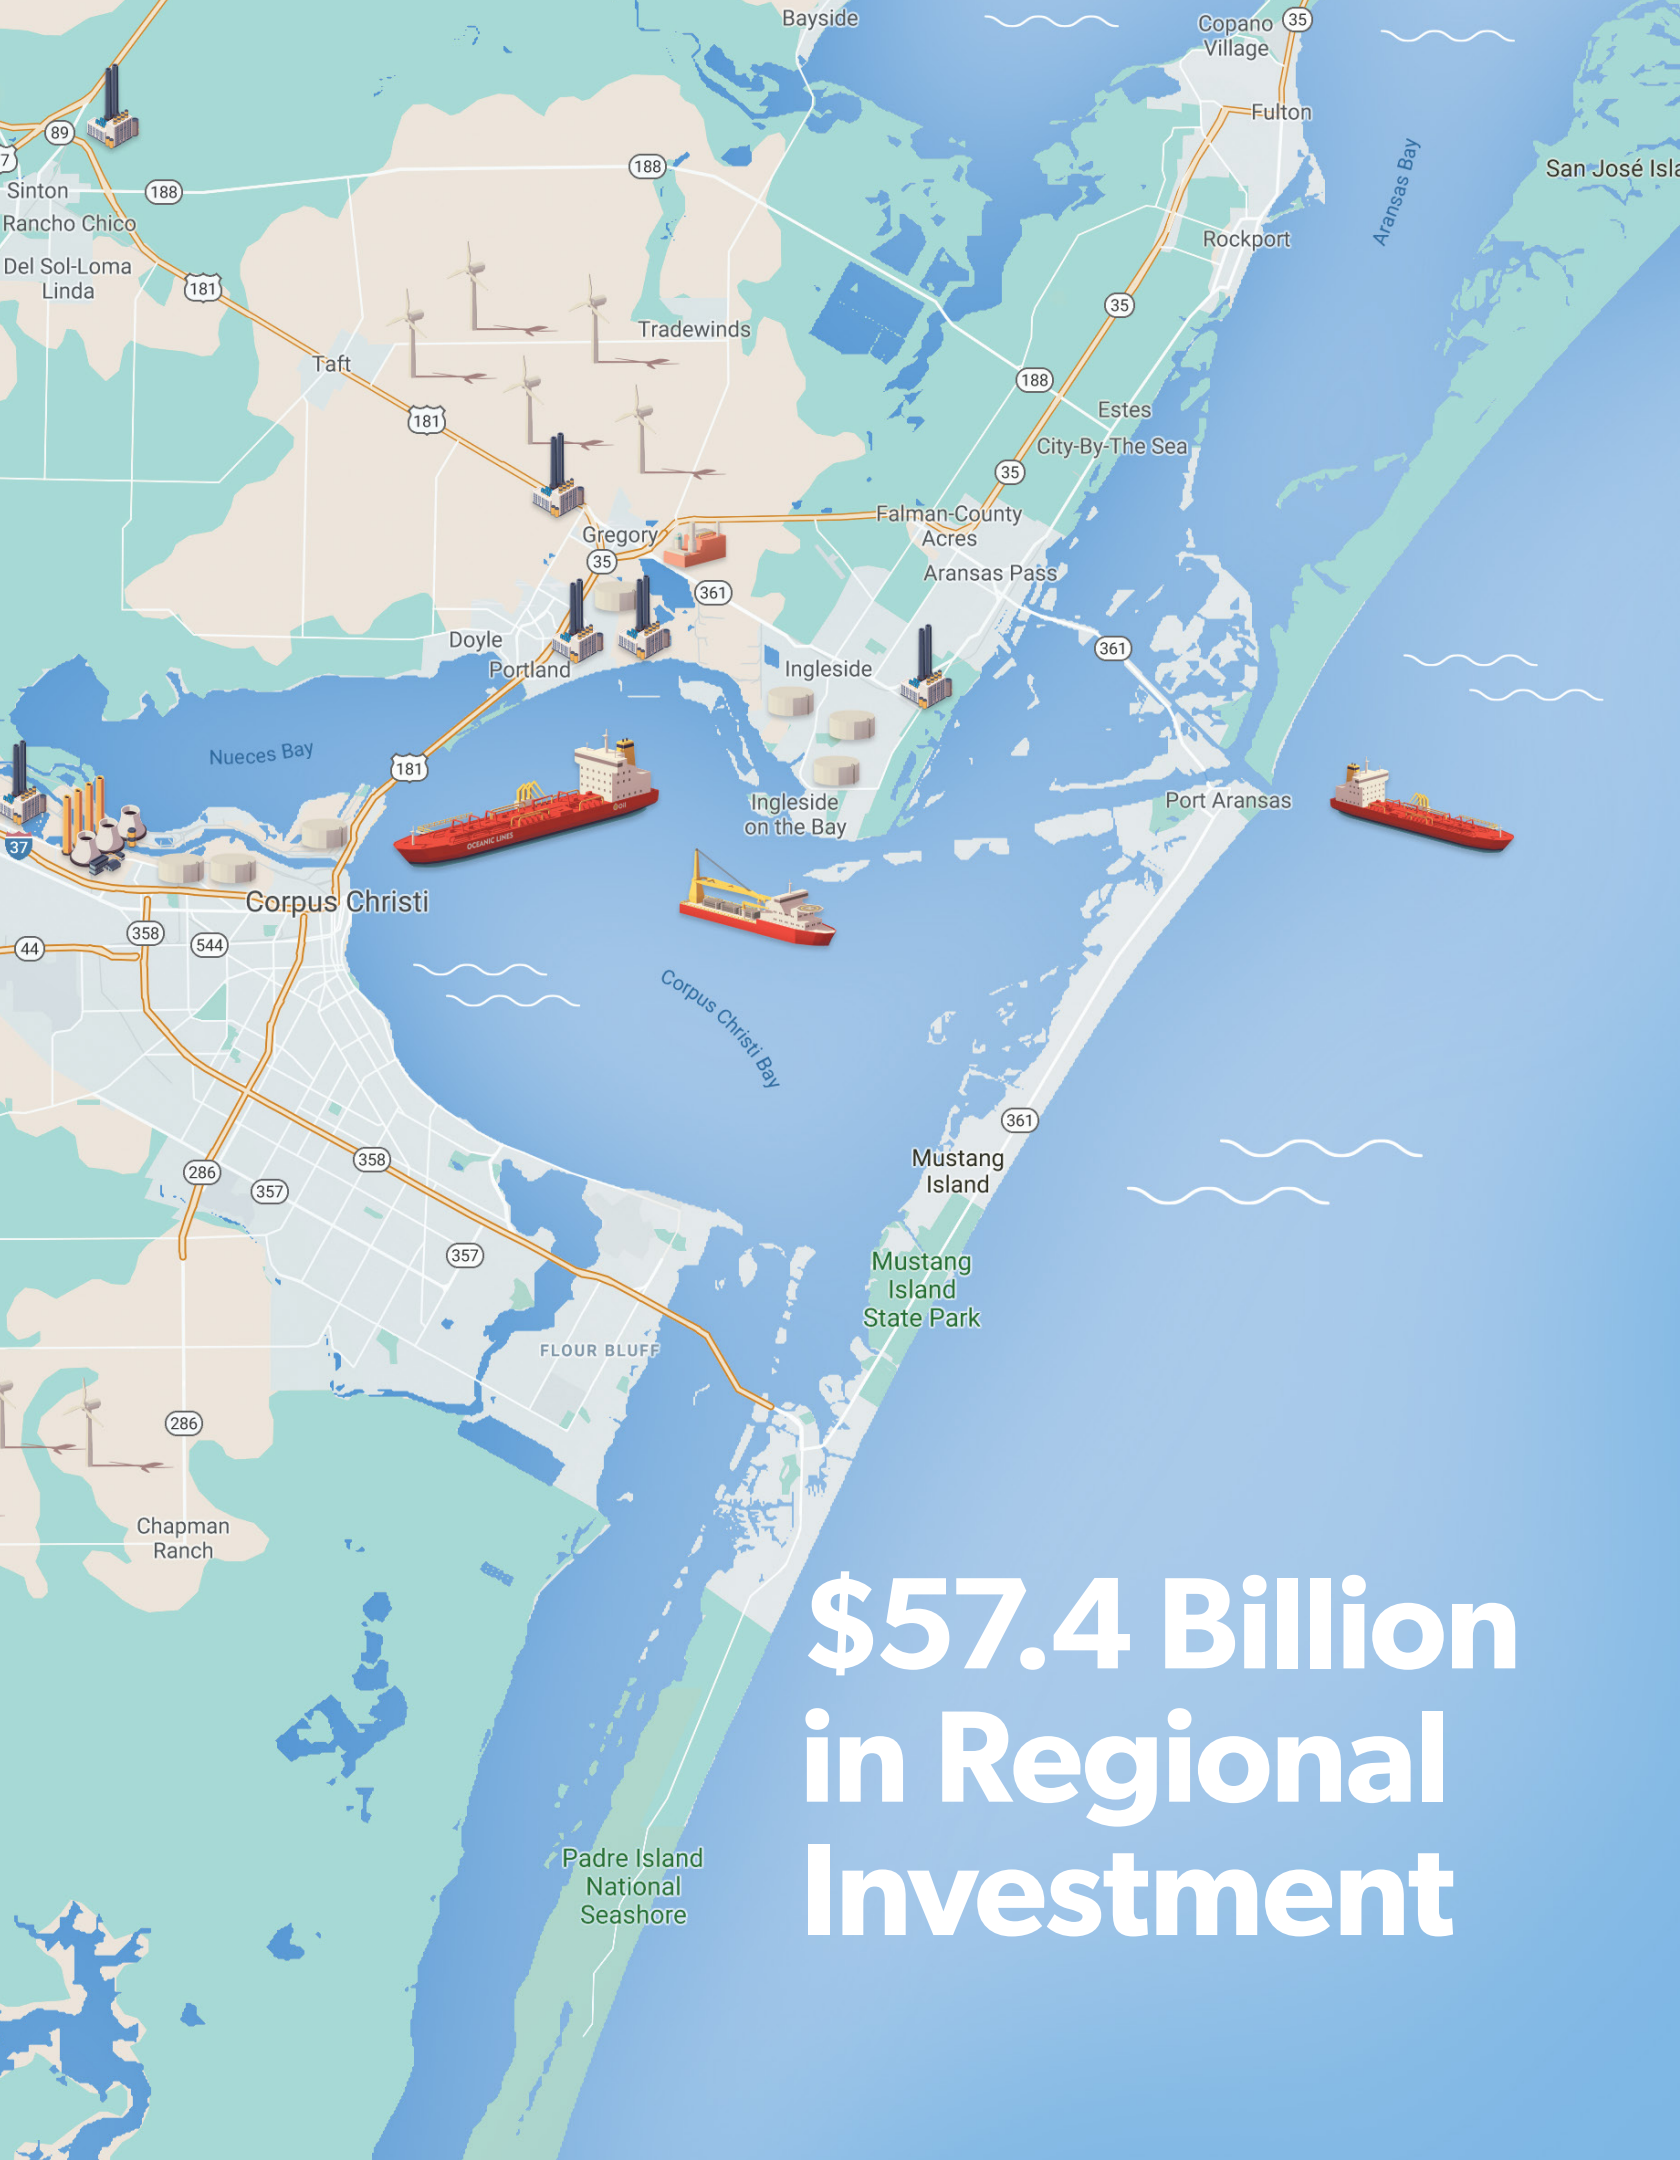 Bayside
Copano
Village
35
Fulton
89
7
Sinton
188
188
Rancho Chico
Aransas Bay
San José Isla
Rockport
Del Sol-Loma
Linda
181
35
Tradewinds
Taft
188
181
Estes
City-By-The Sea
35
Falman-County
Acres
Gregory
35
Aransas Pass
361
Doyle
Portland
Ingleside
361
Nueces Bay
181
Ingleside
on the Bay
Port Aransas
OCEANIC LINES
37
Corpus Christi
358
544
44
Corpus Christi Bay
361
Mustang
Island
358
286
357
357
Mustang
Island
State Park
FLOUR BLUFF
286
Chapman
Ranch
$57.4 Billion
in Regional
Investment
Padre Island
National
Seashore